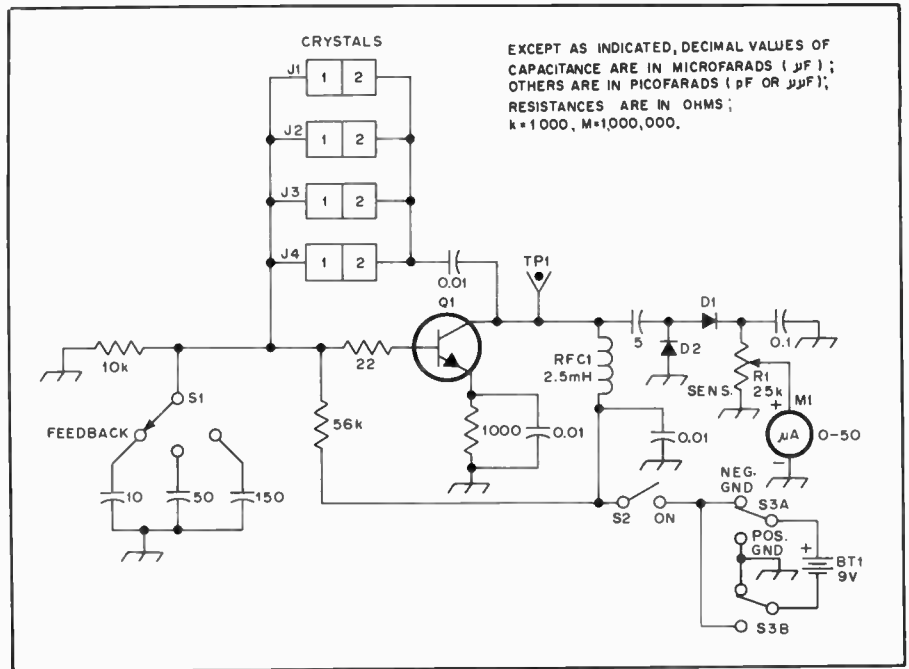 CRYSTALS
EXCEPT AS INDICATED, DECIMAL VALUES OF
CAPACITANCE ARE IN MICROFARADS ( µF ) ;
OTHERS ARE IN PICOFARADS ( pF OR µµF);
RESISTANCES ARE IN OHMS ;
k=1000, M=1,000,000.
J1
1 2
J2
1 2
J3
1 2
J4
1 2
0.01
TP1
Q1
D1
10k
22
RFC1
2.5mH
5
D2
0.1
SENS.
R1
25k
M1
+
µA
0-50
-
S1
FEEDBACK
56k
1000
0.01
0.01
10
50
150
S2
ON
NEG.
GND
S3A
POS.
GND
+
BT1
9V
S3B